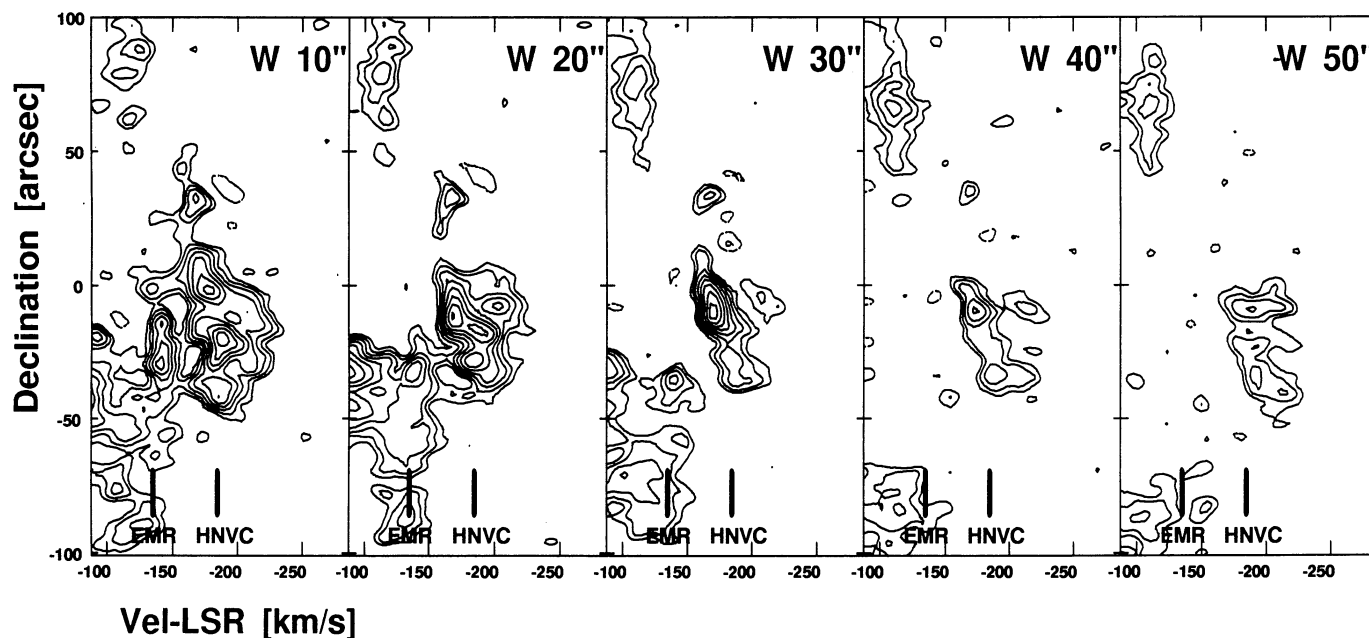 W 10" W 20" W 30" W 40" W 50'
100
50
0
-50
-100
Declination [arcsec]
EMR HNVC EMR HNVC EMR HNVC EMR HNVC EMR HNVC
-100 -150 -200 -250 -100 -150 -200 -250 -100 -150 -200 -250 -100 -150 -200 -250 -100 -150 -200 -250
Vel-LSR [km/s]